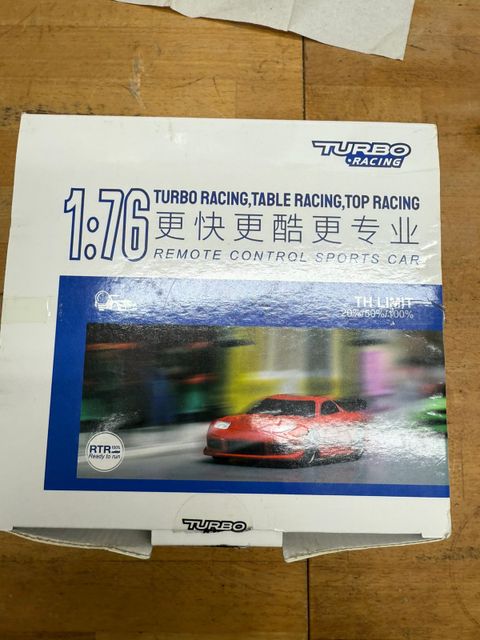 TURBO
RACING
1:76
TURBO RACING,TABLE RACING,TOP RACING
更快更酷更专业
REMOTE CONTROL SPORTS CAR
TH LIMIT
20%/50%/100%
RTR 100%
Ready to run
TURBO